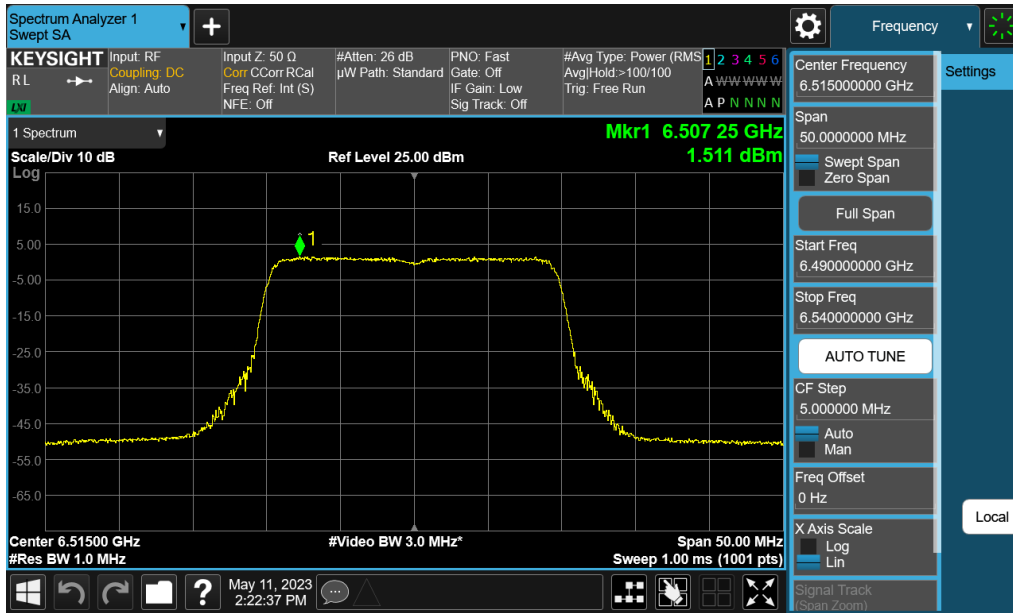 Spectrum Analyzer 1
Swept SA
Frequency
KEYSIGHT
RL
LXI
Input: RF
Coupling: DC
Align: Auto
Input Z: 50 Ω
Corr CCorr RCal
Freq Ref: Int (S)
NFE: Off
#Atten: 26 dB
µW Path: Standard
PNO: Fast
Gate: Off
IF Gain: Low
Sig Track: Off
#Avg Type: Power (RMS
Avg|Hold:>100/100
Trig: Free Run
1 2 3 4 5 6
A W W W W W
A P N N N N
1 Spectrum
Scale/Div 10 dB
Log
Ref Level 25.00 dBm
Mkr1 6.507 25 GHz
1.511 dBm
1
15.0
5.00
-5.00
-15.0
-25.0
-35.0
-45.0
-55.0
-65.0
Center 6.51500 GHz
#Res BW 1.0 MHz
#Video BW 3.0 MHz*
Span 50.00 MHz
Sweep 1.00 ms (1001 pts)
?
May 11, 2023
2:22:37 PM
Center Frequency
6.515000000 GHz
Span
50.0000000 MHz
Swept Span
Zero Span
Full Span
Start Freq
6.490000000 GHz
Stop Freq
6.540000000 GHz
AUTO TUNE
CF Step
5.000000 MHz
Auto
Man
Freq Offset
0 Hz
X Axis Scale
Log
Lin
Signal Track
(Span Zoom)
Settings
Local